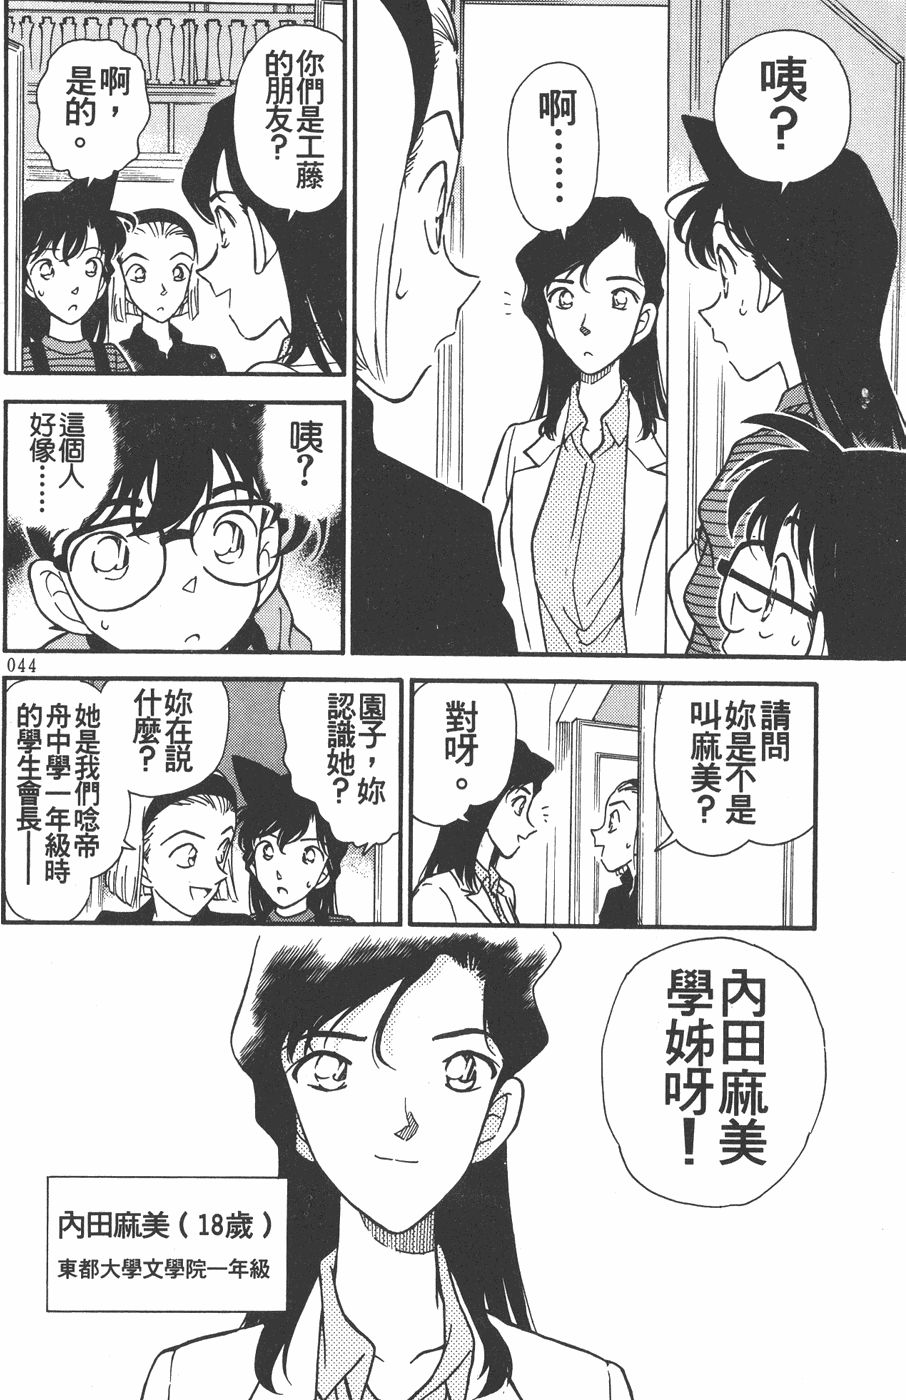 咦？
啊……
你們是工藤
的朋友？
啊，
是的。
咦？
這個人
好像……
044
請問
妳是不是
叫麻美？
對呀。
園子，妳
認識她？
妳在説
什麼？
她是我們唸帝
丹中學一年級時
的學生會長——
內田麻美
學姊呀！
內田麻美（18歲）
東都大學文學院一年級